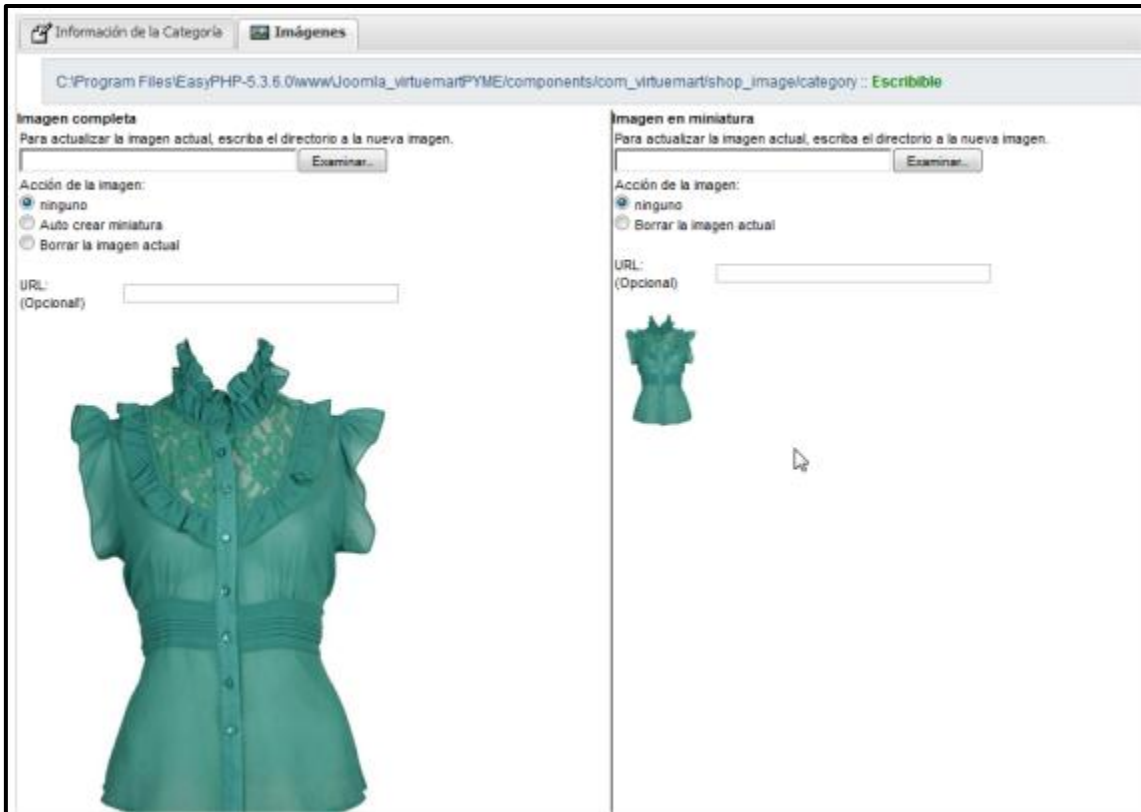 Información de la Categoría
Imágenes
C:\Program Files\EasyPHP-5.3.6.0\www\Joomla_virtuemartPYME/components/com_virtuemart/shop_image/category :: Escribible
Imagen completa
Para actualizar la imagen actual, escriba el directorio a la nueva imagen.
Examinar...
Acción de la imagen:
ninguno
Auto crear miniatura
Borrar la imagen actual
URL:
(Opcional!)
Imagen en miniatura
Para actualizar la imagen actual, escriba el directorio a la nueva imagen.
Examinar...
Acción de la imagen:
ninguno
Borrar la imagen actual
URL:
(Opcional)